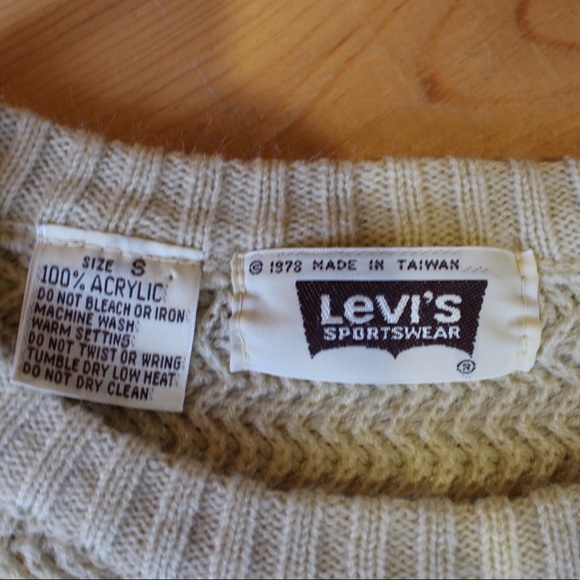 SIZE S
100% ACRYLIC
DO NOT BLEACH OR IRON
MACHINE WASH
WARM SETTING
DO NOT TWIST OR WRING
TUMBLE DRY LOW HEAT
DO NOT DRY CLEAN
© 1978 MADE IN TAIWAN
LeVI'S
SPORTSWEAR
®